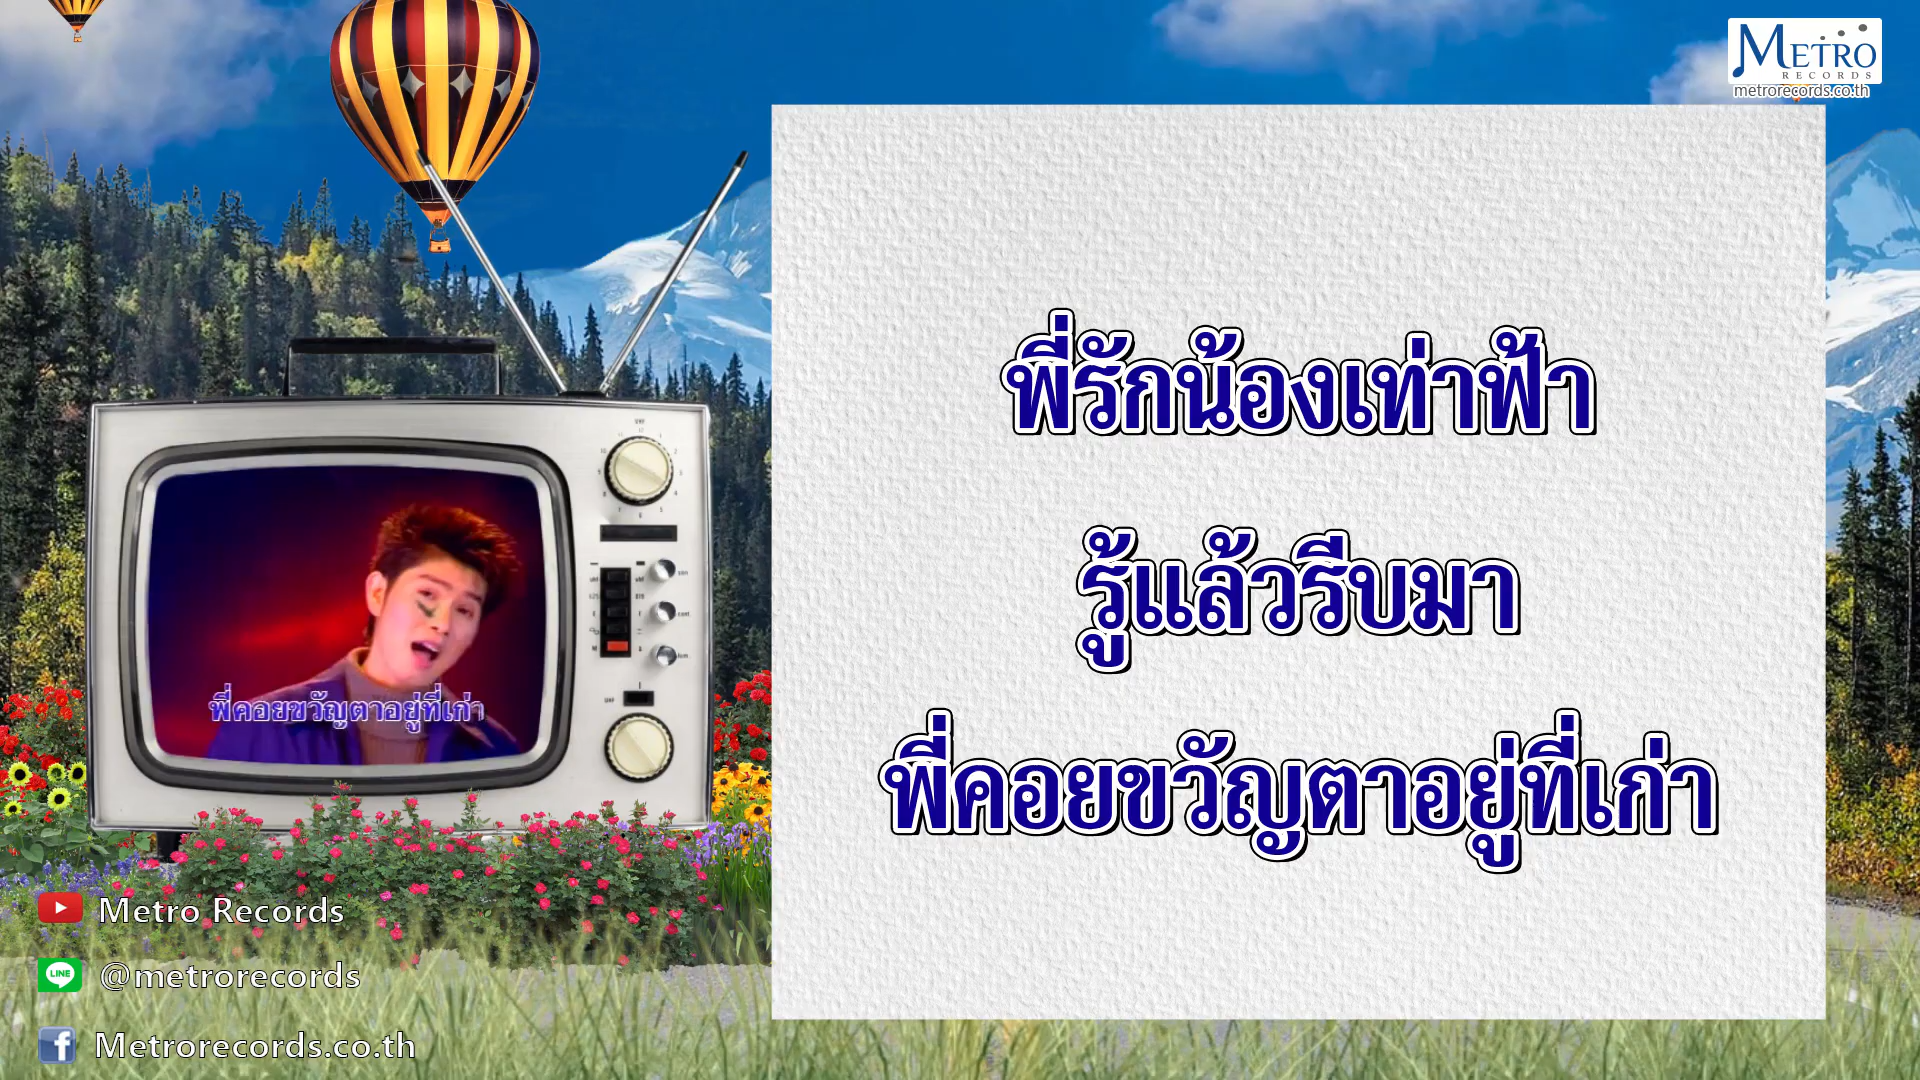 METRO
RECORDS
metrorecords.co.th
พี่รักน้องเท่าฟ้า
รู้แล้วรีบมา
พี่คอยขวัญตาอยู่ที่เก่า
พี่คอยขวัญตาอยู่ที่เก่า
Metro Records
LINE
@metrorecords
f
Metrorecords.co.th